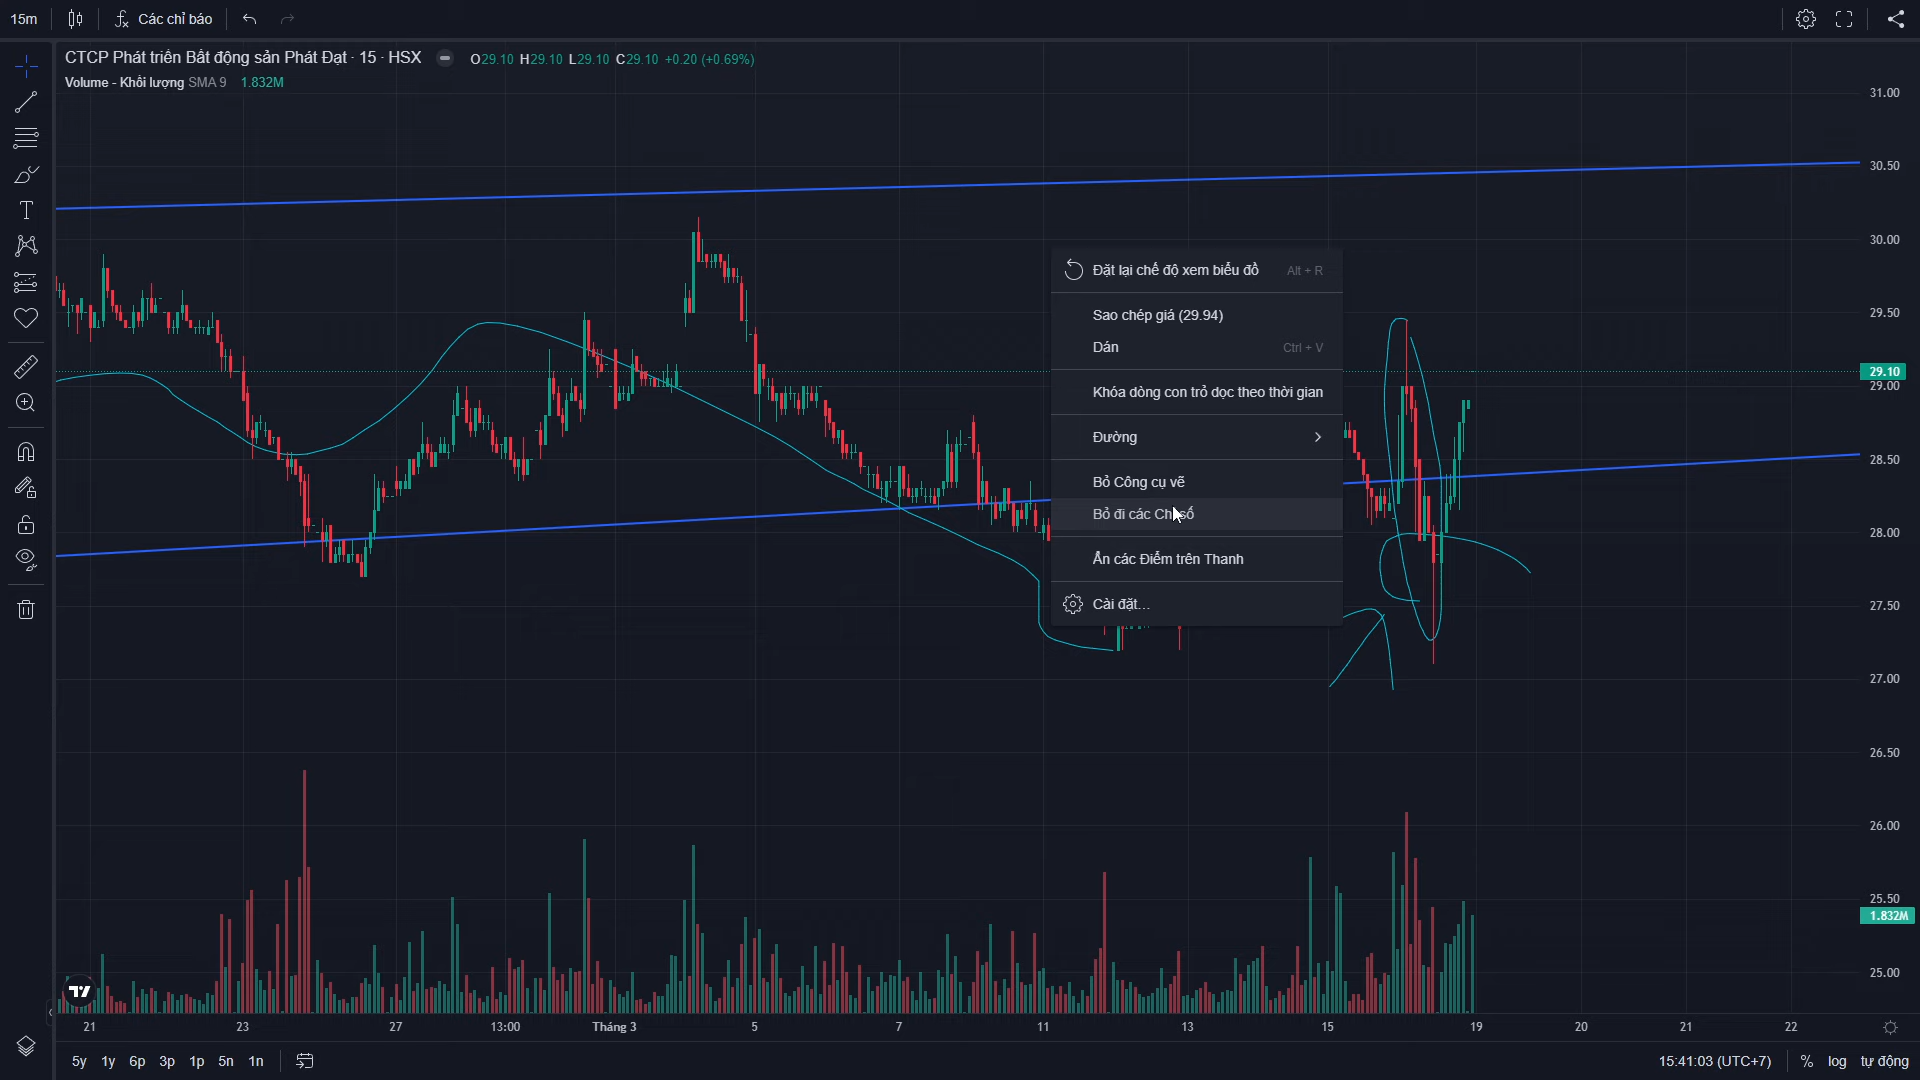 15m Các chỉ báo
CTCP Phát triển Bất động sản Phát Đạt · 15 · HSX O29.10 H29.10 L29.10 C29.10 +0.20 (+0.69%)
Volume - Khối lượng SMA 9 1.832M
31.00
30.50
30.00
29.50
29.10
29.00
28.50
28.00
27.50
27.00
26.50
26.00
25.50
1.832M
25.00
Đặt lại chế độ xem biểu đồ Alt + R
Sao chép giá (29.94)
Dán Ctrl + V
Khóa dòng con trỏ dọc theo thời gian
Đường
Bỏ Công cụ vẽ
Bỏ đi các Chỉ số
Ẩn các Điểm trên Thanh
Cài đặt...
21 23 27 13:00 Tháng 3 5 7 11 13 15 19 20 21 22
5y 1y 6p 3p 1p 5n 1n 15:41:03 (UTC+7) % log tự động